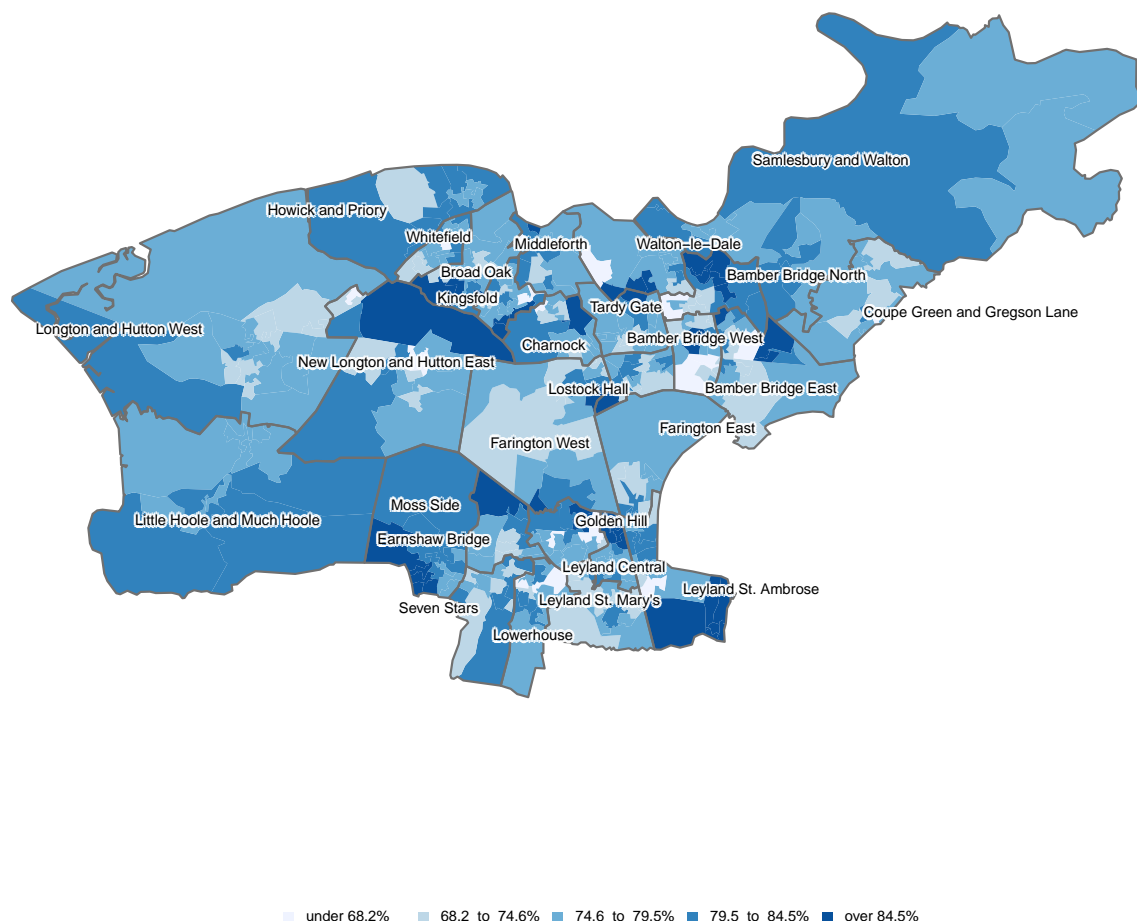 Samlesbury and Walton
Howick and Priory
Whitefield
Middleforth
Walton-le-Dale
Broad Oak
Bamber Bridge North
Kingsfold
Tardy Gate
Coupe Green and Gregson Lane
Longton and Hutton West
Charnock
Bamber Bridge West
New Longton and Hutton East
Lostock Hall
Bamber Bridge East
Farington East
Farington West
Moss Side
Little Hoole and Much Hoole
Golden Hill
Earnshaw Bridge
Leyland Central
Leyland St. Ambrose
Leyland St. Mary's
Seven Stars
Lowerhouse
under 68.2% 68.2 to 74.6% 74.6 to 79.5% 79.5 to 84.5% over 84.5%